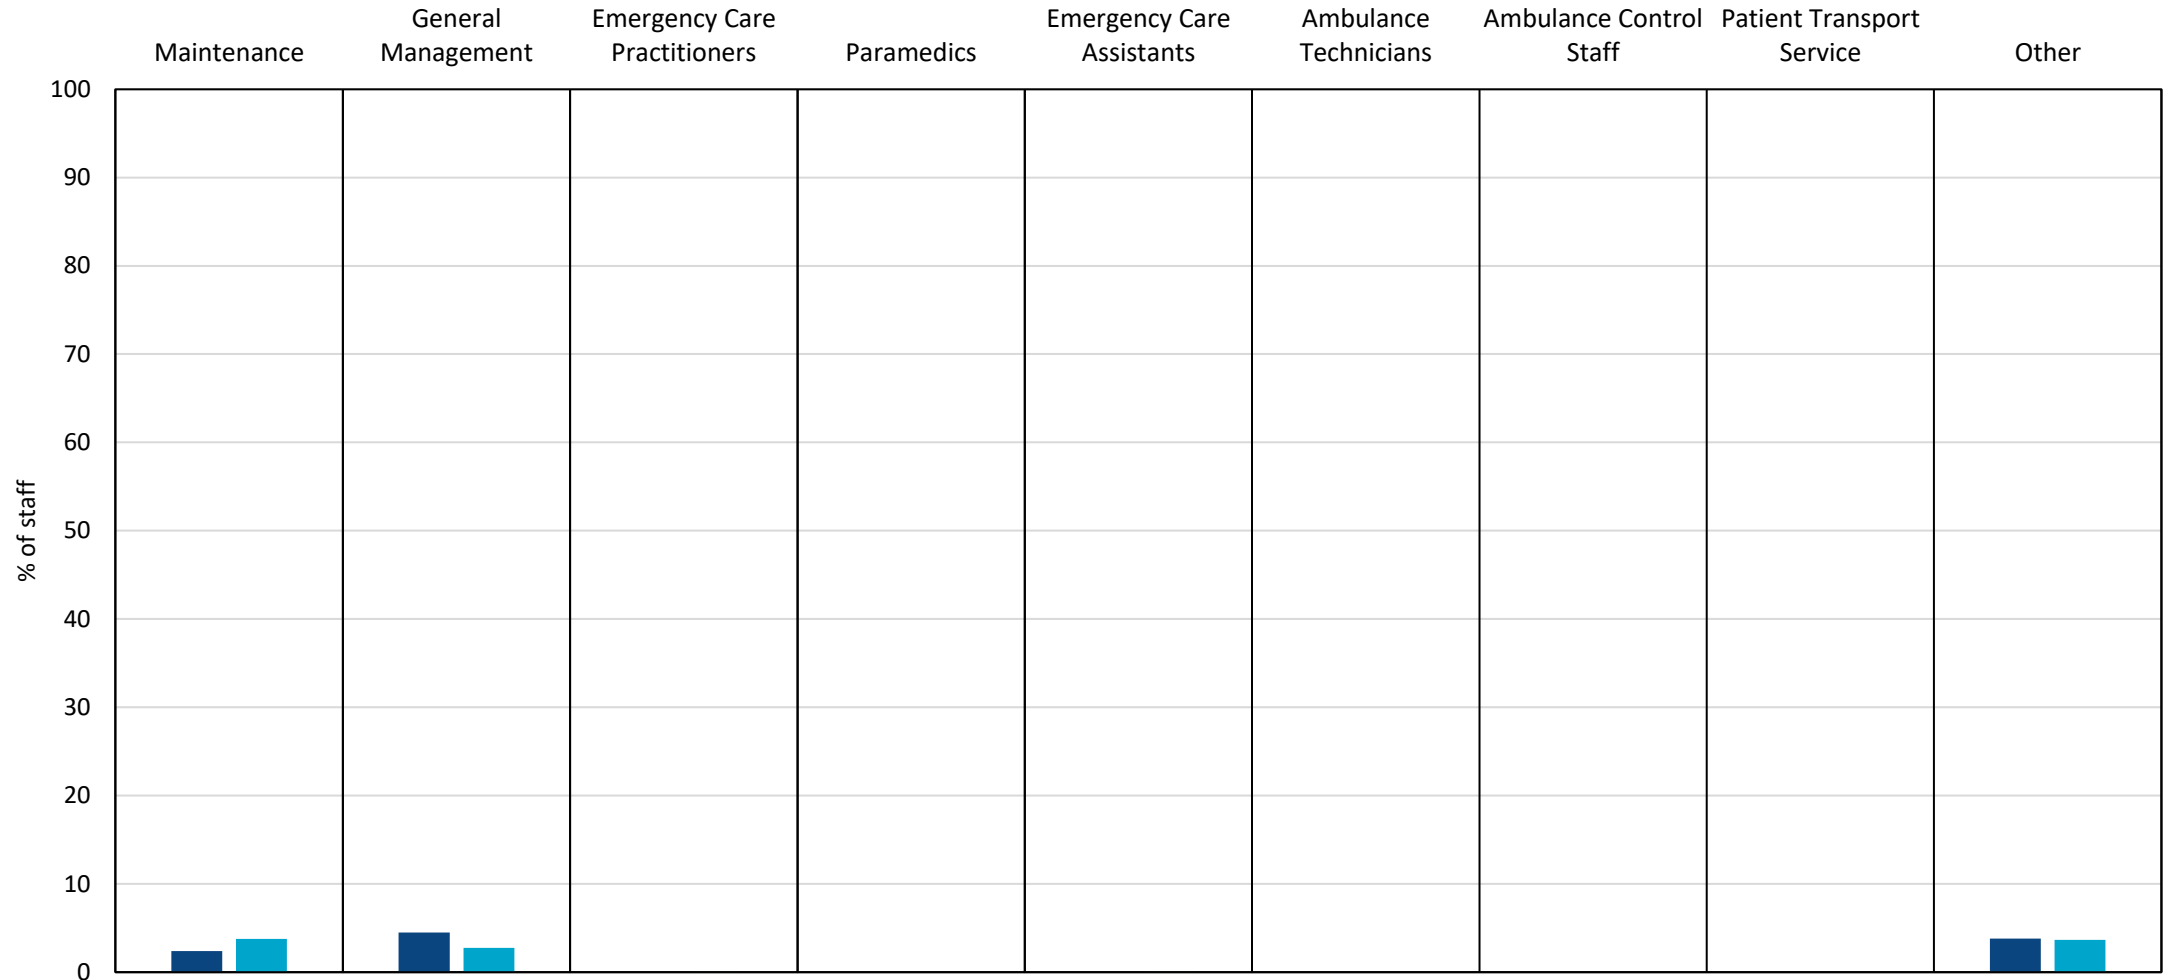 Maintenance
General
Management
Emergency Care
Practitioners
Paramedics
Emergency Care
Assistants
Ambulance
Technicians
Ambulance Control
Staff
Patient Transport
Service
Other
% of staff
100
90
80
70
60
50
40
30
20
10
0